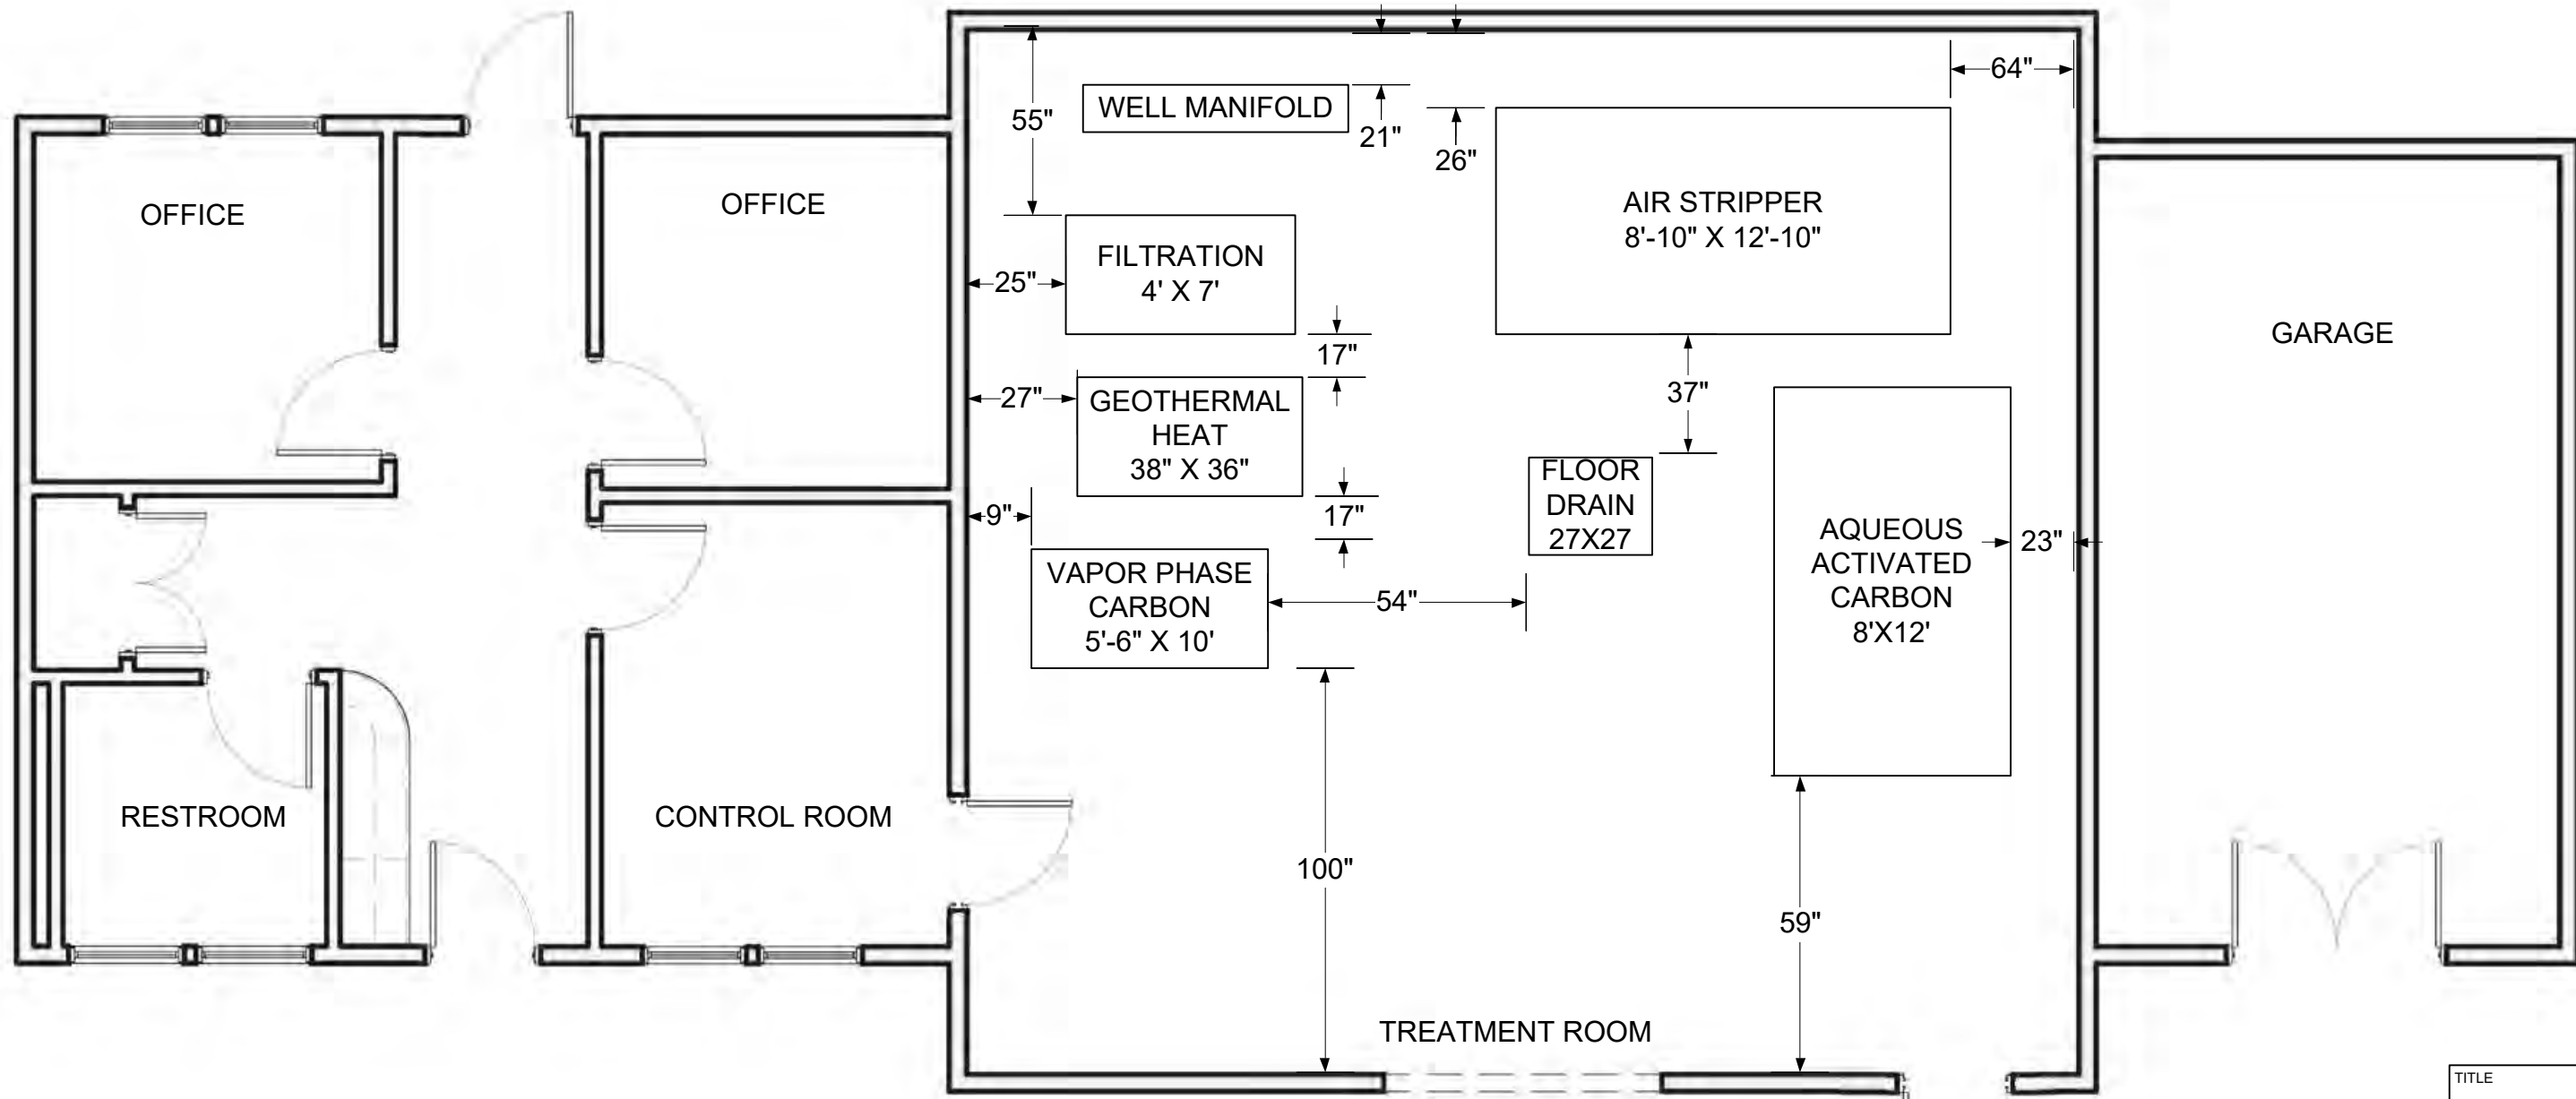 64"
WELL MANIFOLD
55"
21"
26"
OFFICE
OFFICE
AIR STRIPPER
8'-10" X 12'-10"
FILTRATION
4' X 7'
25"
GARAGE
17"
37"
27"
GEOTHERMAL
HEAT
38" X 36"
FLOOR
DRAIN
27X27
9"
17"
AQUEOUS
ACTIVATED
CARBON
8'X12'
23"
VAPOR PHASE
CARBON
5'-6" X 10'
54"
RESTROOM
CONTROL ROOM
100"
59"
TREATMENT ROOM
TITLE